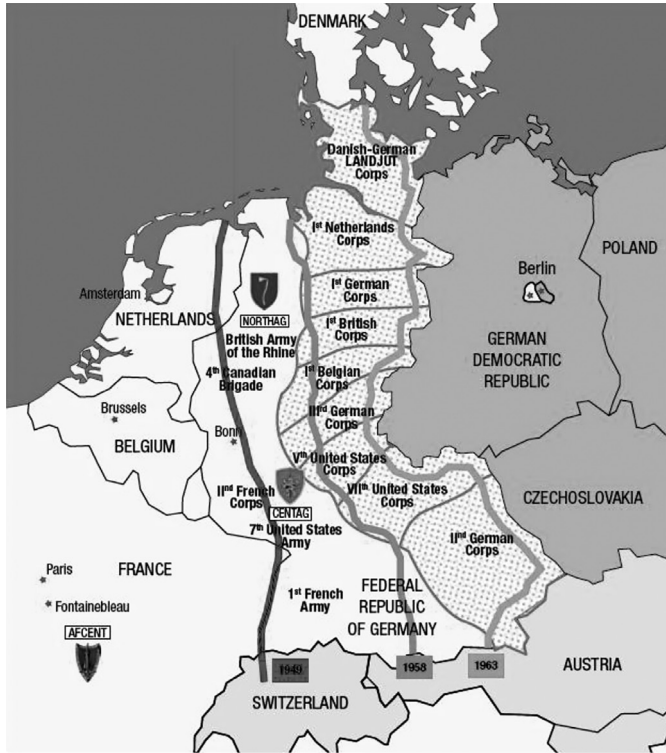 DENMARK
Danish-German
LANDJUT
Corps
Iˢᵗ Netherlands
Corps
POLAND
Iˢᵗ German
Corps
Berlin
Amsterdam
7
NORTHAG
NETHERLANDS
British Army
of the Rhine
Iˢᵗ British
Corps
GERMAN
DEMOCRATIC
REPUBLIC
4ᵗʰ Canadian
Brigade
Iˢᵗ Belgian
Corps
Brussels
IIIʳᵈ German
Corps
BELGIUM
Bonn
Vᵗʰ United States
Corps
CZECHOSLOVAKIA
IIⁿᵈ French
Corps
VIIᵗʰ United States
Corps
CENTAG
7ᵗʰ United States
Army
IIⁿᵈ German
Corps
Paris
FRANCE
Fontainebleau
1ˢᵗ French
Army
FEDERAL
REPUBLIC
OF GERMANY
AFCENT
1949
1958
1963
AUSTRIA
SWITZERLAND